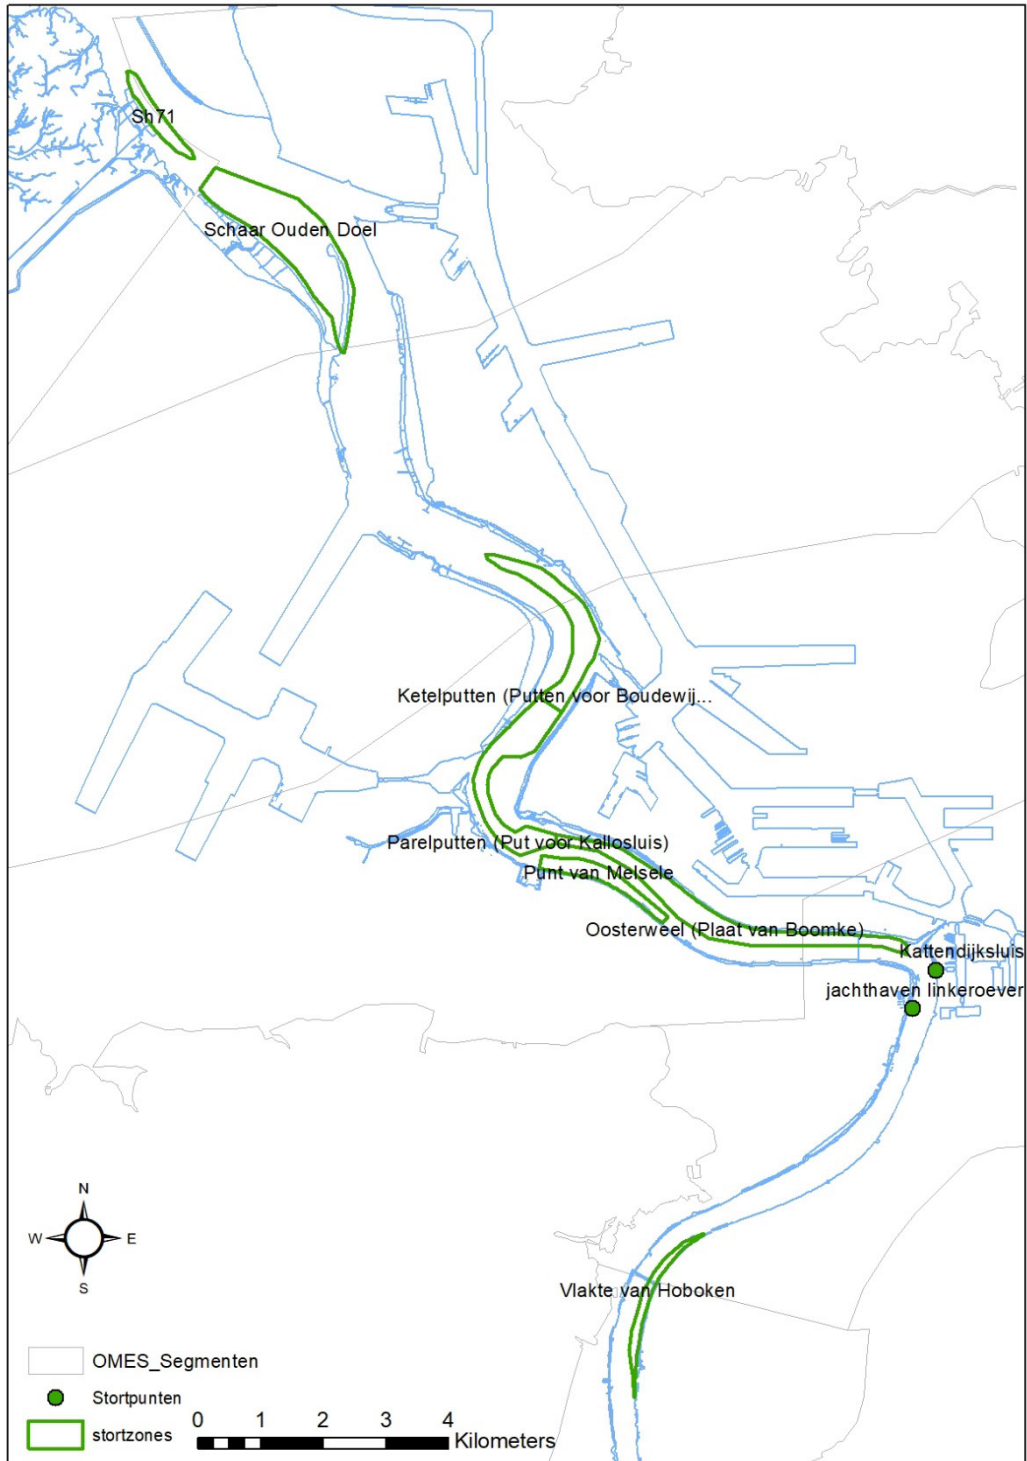 Sh71
Schaar Ouden Doel
Ketelputten (Putten voor Boudewij...
Parelputten (Put voor Kallosluis)
Punt van Melsele
Oosterweel (Plaat van Boomke)
Kattendijksluis
jachthaven linkeroever
N
W E
S
Vlakte van Hoboken
OMES_Segmenten
Stortpunten
stortzones
0 1 2 3 4
Kilometers